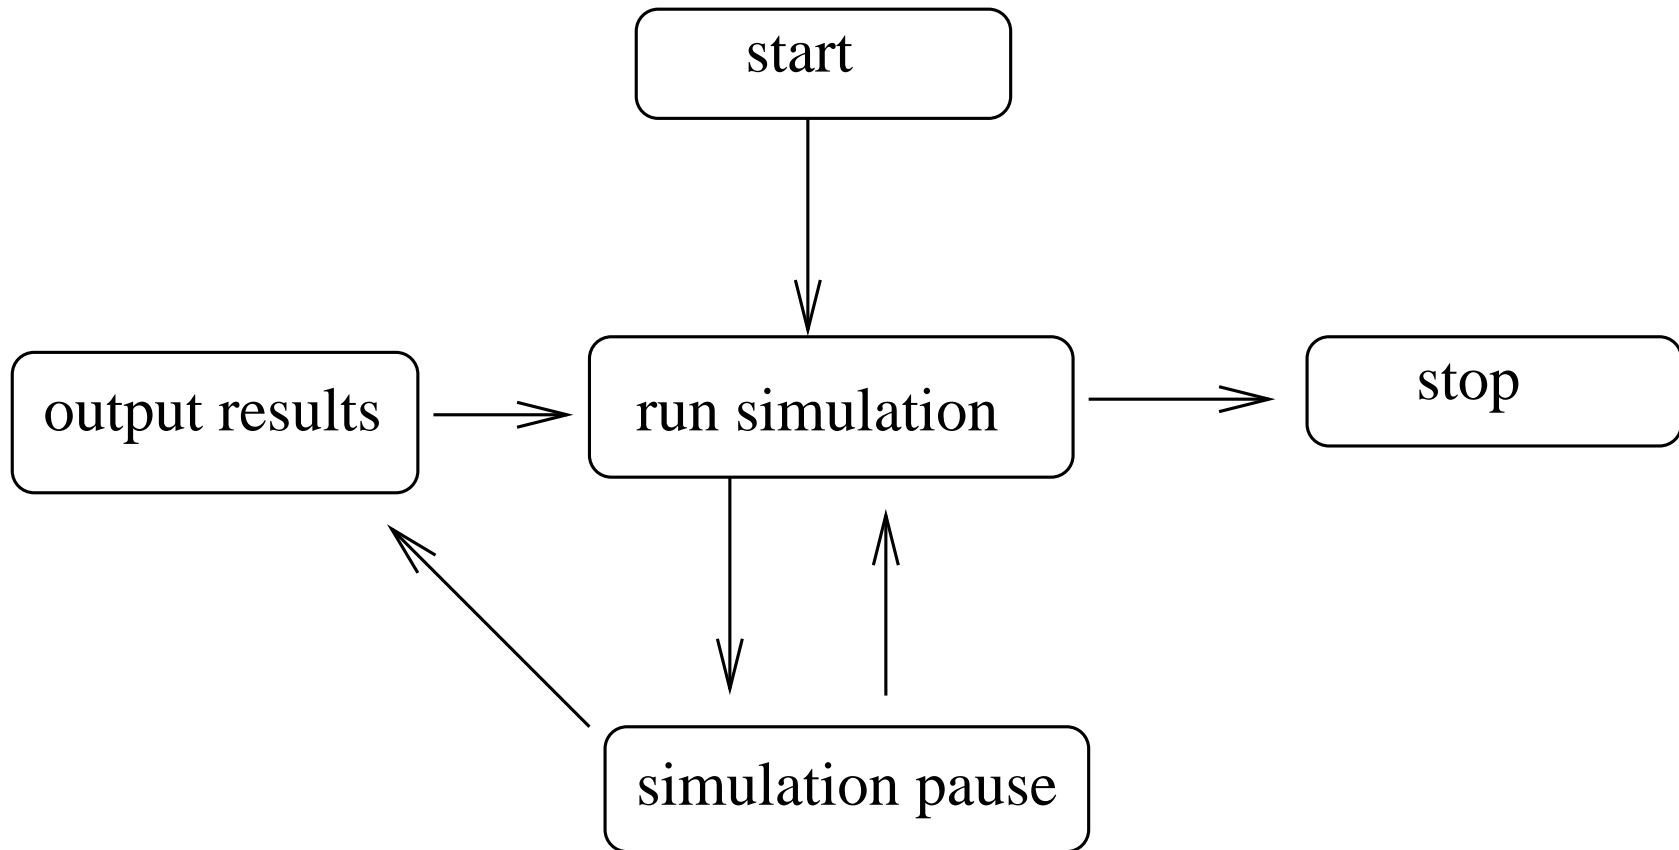 start
output results
run simulation
stop
simulation pause